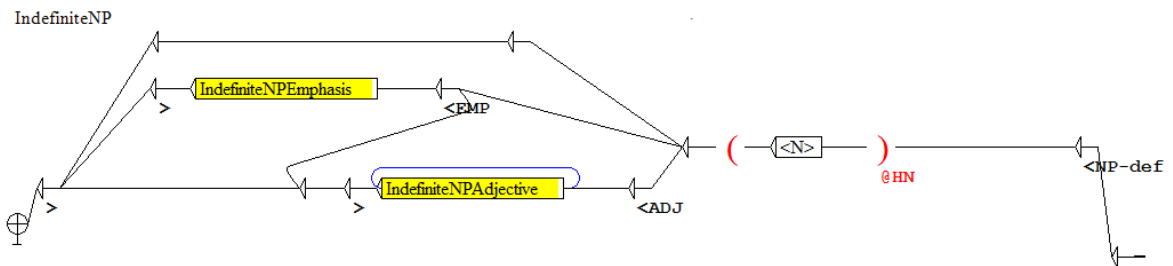 IndefiniteNP
IndefiniteNPEmphasis
> <EMP
( <N> )
@HN
<NP-def
IndefiniteNPAdjective
> > <ADJ